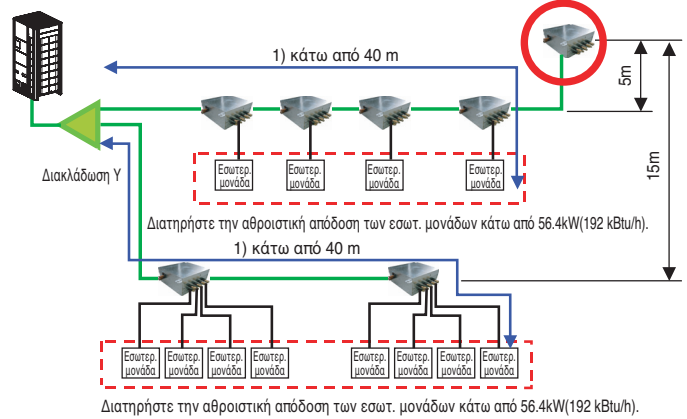 1) κάτω από 40 m
5m
15m
Διακλάδωση Y
Εσωτερ. μονάδα
Εσωτερ. μονάδα
Εσωτερ. μονάδα
Εσωτερ. μονάδα
Διατηρήστε την αθροιστική απόδοση των εσωτ. μονάδων κάτω από 56.4kW(192 kBtu/h).
1) κάτω από 40 m
Εσωτερ. μονάδα
Εσωτερ. μονάδα
Εσωτερ. μονάδα
Εσωτερ. μονάδα
Εσωτερ. μονάδα
Εσωτερ. μονάδα
Εσωτερ. μονάδα
Εσωτερ. μονάδα
Διατηρήστε την αθροιστική απόδοση των εσωτ. μονάδων κάτω από 56.4kW(192 kBtu/h).